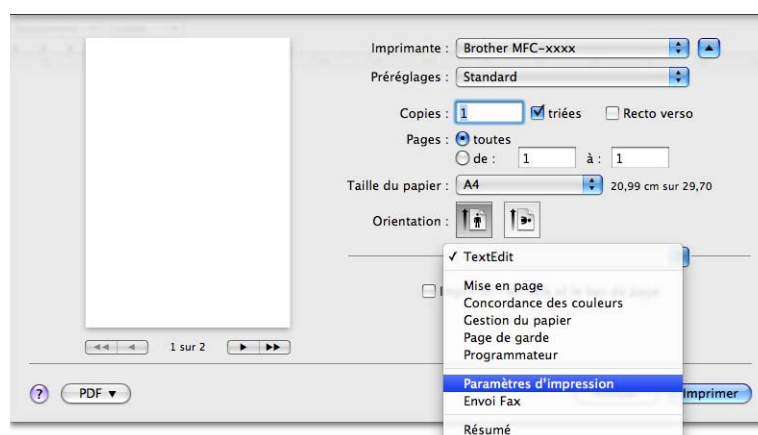 Imprimante : Brother MFC-xxxx
Préréglages : Standard
Copies : 1 triées Recto verso
Pages : toutes
de : 1 à : 1
Taille du papier : A4 20,99 cm sur 29,70
Orientation :
✓ TextEdit
Mise en page
Concordance des couleurs
Gestion du papier
Page de garde
Programmateur
1 sur 2
Paramètres d'impression
? PDF ▼ Imprimer
Envoi Fax
Résumé